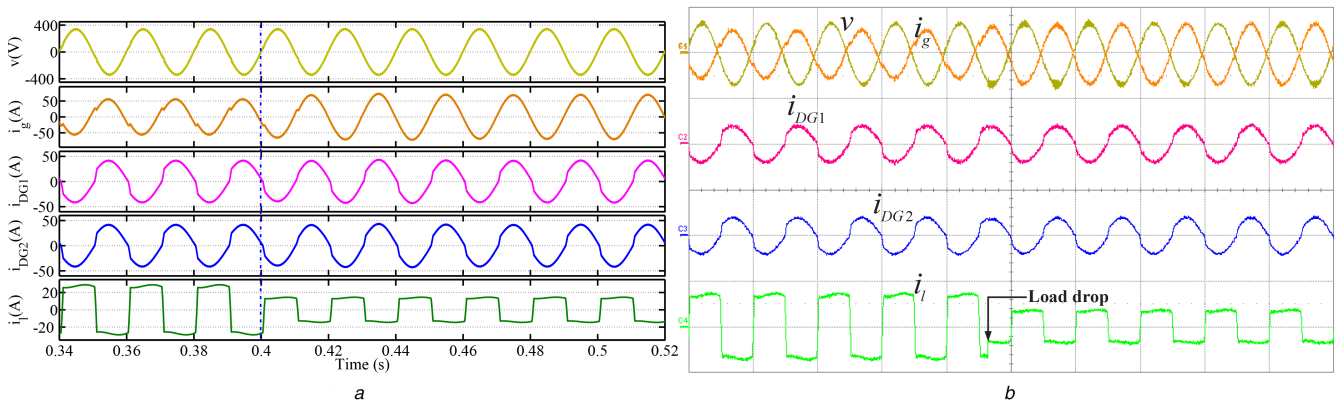 400
0
-400
v(V)
50
0
-50
i_g(A)
50
0
-50
i_DG1(A)
50
0
-50
i_DG2(A)
20
0
-20
i_l(A)
0.34 0.36 0.38 0.4 0.42 0.44 0.46 0.48 0.5 0.52
Time (s)
a
v i_g
i_DG1
C2
i_DG2
C3
i_l
Load drop
C4
b